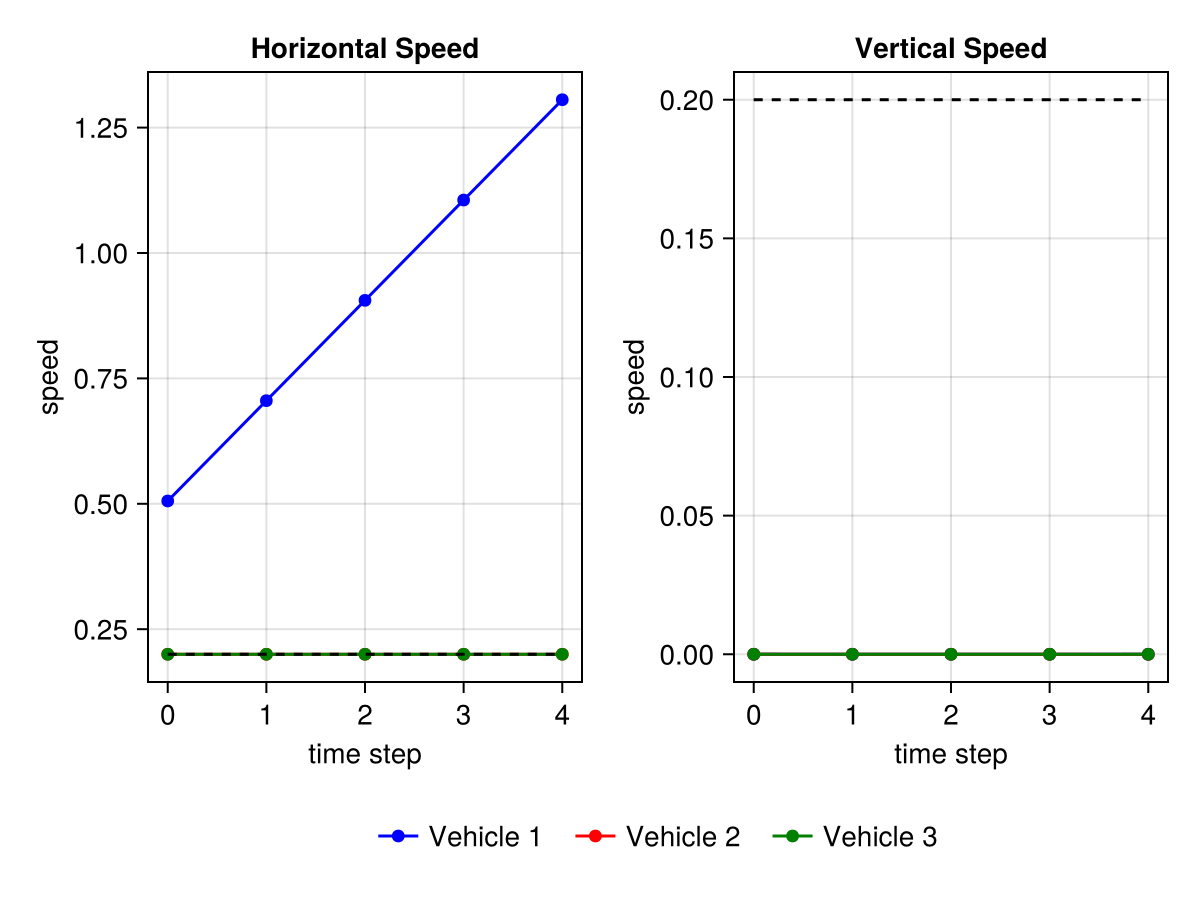 Horizontal Speed
1.25
1.00
0.75
0.50
0.25
speed
0 1 2 3 4
time step
Vertical Speed
0.20
0.15
0.10
0.05
0.00
speed
0 1 2 3 4
time step
Vehicle 1 Vehicle 2 Vehicle 3